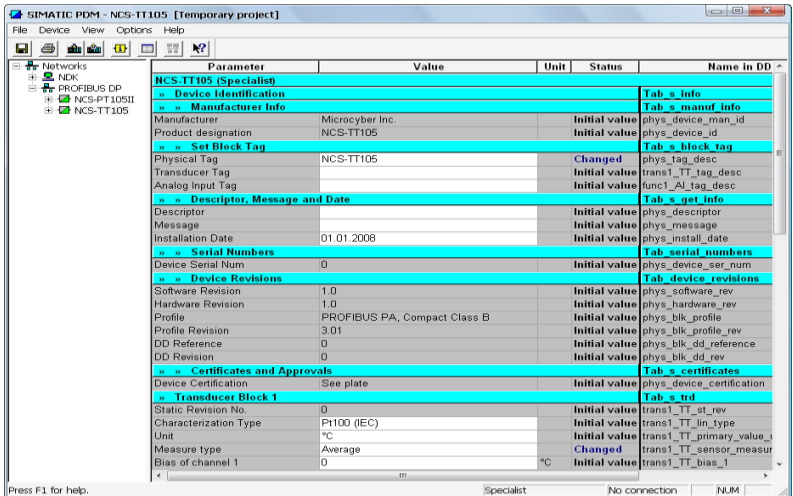 SIMATIC PDM - NCS-TT105 [Temporary project]
File Device View Options Help
Networks
NDK
PROFIBUS DP
NCS-PT105II
NCS-TT105
Parameter Value Unit Status Name in DD
NCS-TT105 (Specialist)
» Device Identification Tab_s_info
» » Manufacturer Info Tab_s_manuf_info
Manufacturer Microcyber Inc. Initial value phys_device_man_id
Product designation NCS-TT105 Initial value phys_device_id
» » Set Block Tag Tab_s_block_tag
Physical Tag NCS-TT105 Changed phys_tag_desc
Transducer Tag Initial value trans1_TT_tag_desc
Analog Input Tag Initial value func1_AI_tag_desc
» » Descriptor, Message and Date Tab_s_get_info
Descriptor Initial value phys_descriptor
Message Initial value phys_message
Installation Date 01.01.2008 Initial value phys_install_date
» » Serial Numbers Tab_serial_numbers
Device Serial Num 0 Initial value phys_device_ser_num
» » Device Revisions Tab_device_revisions
Software Revision 1.0 Initial value phys_software_rev
Hardware Revision 1.0 Initial value phys_hardware_rev
Profile PROFIBUS PA, Compact Class B Initial value phys_blk_profile
Profile Revision 3.01 Initial value phys_blk_profile_rev
DD Reference 0 Initial value phys_blk_dd_reference
DD Revision 0 Initial value phys_blk_dd_rev
» » Certificates and Approvals Tab_s_certificates
Device Certification See plate Initial value phys_device_certification
» Transducer Block 1 Tab_s_trd
Static Revision No. 0 Initial value trans1_TT_st_rev
Characterization Type Pt100 (IEC) Initial value trans1_TT_lin_type
Unit °C Initial value trans1_TT_primary_value_u
Measure type Average Changed trans1_TT_sensor_measur
Bias of channel 1 0 °C Initial value trans1_TT_bias_1
Press F1 for help. Specialist No connection NUM